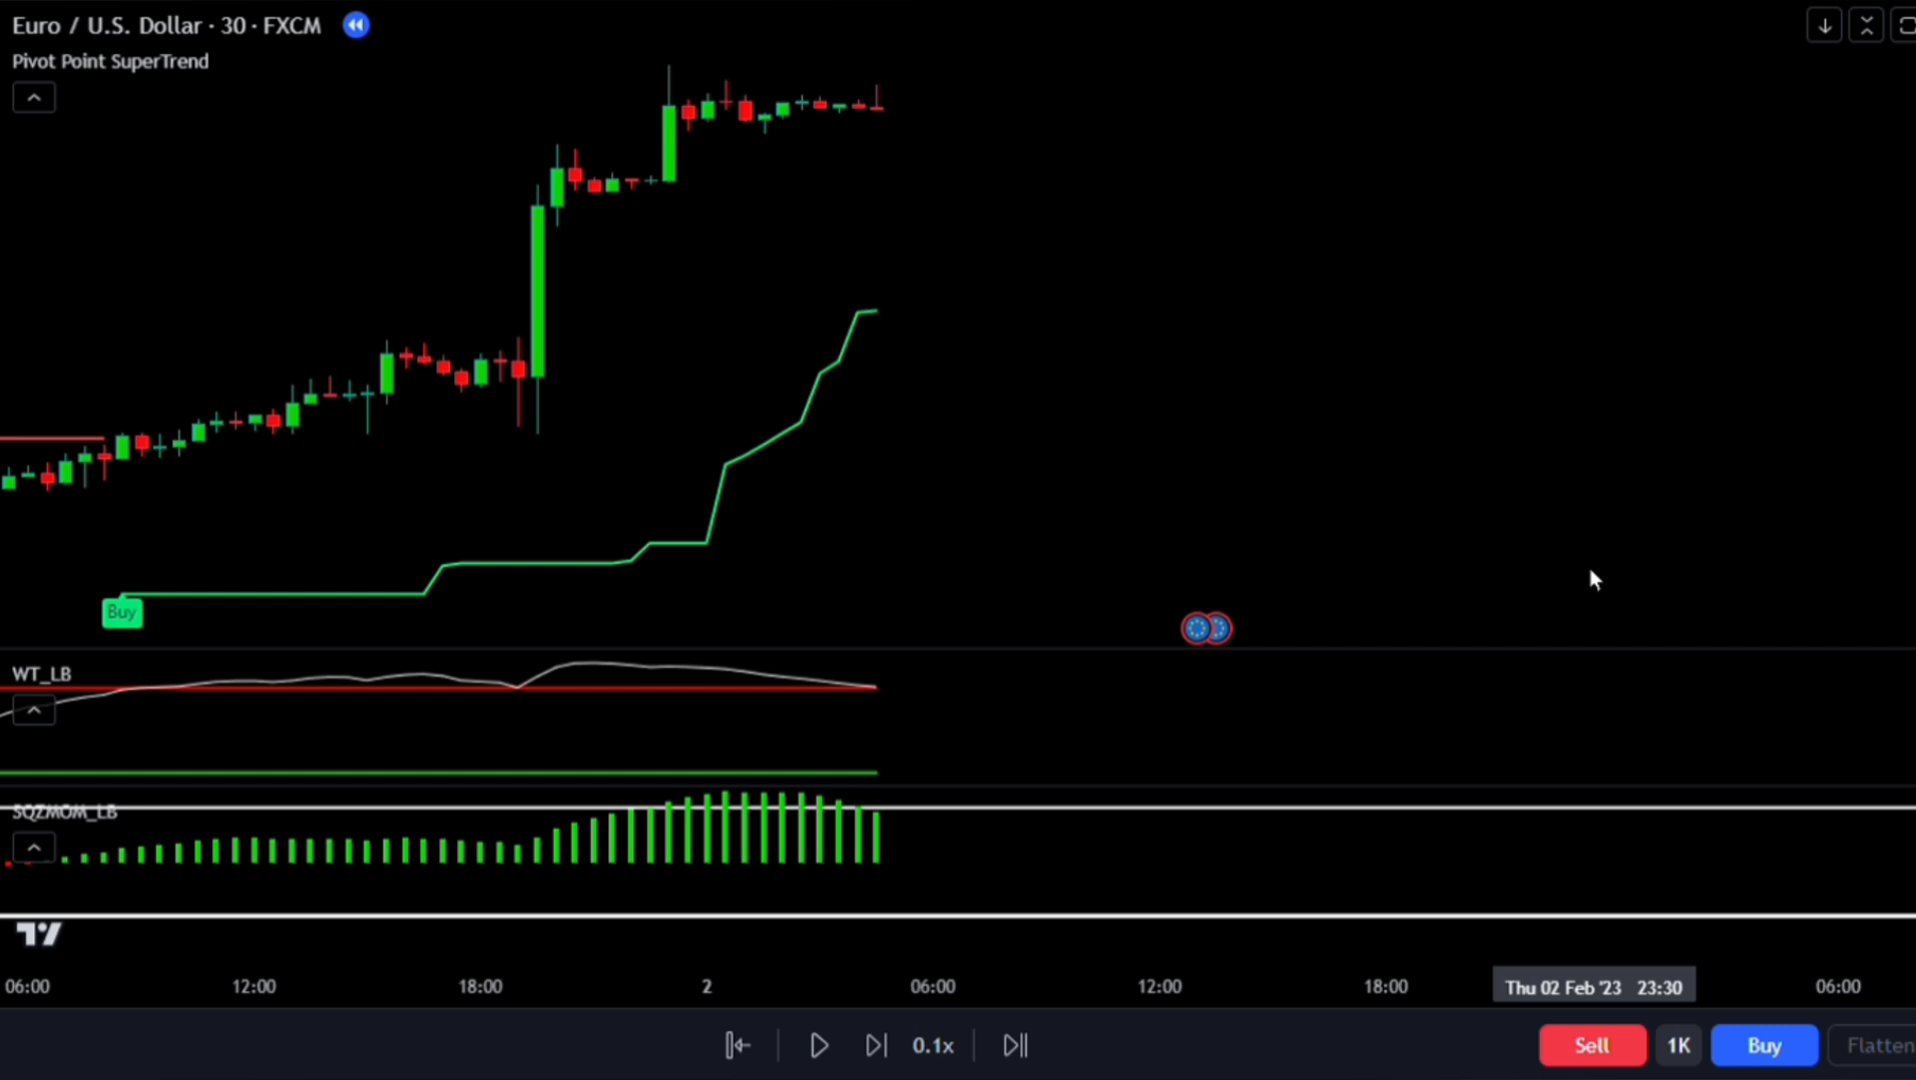 Euro / U.S. Dollar · 30 · FXCM
Pivot Point SuperTrend
Buy
WT_LB
SQZMOM_LB
06:00 12:00 18:00 2 06:00 12:00 18:00 Thu 02 Feb '23 23:30 06:00
0.1x Sell 1K Buy Flatten